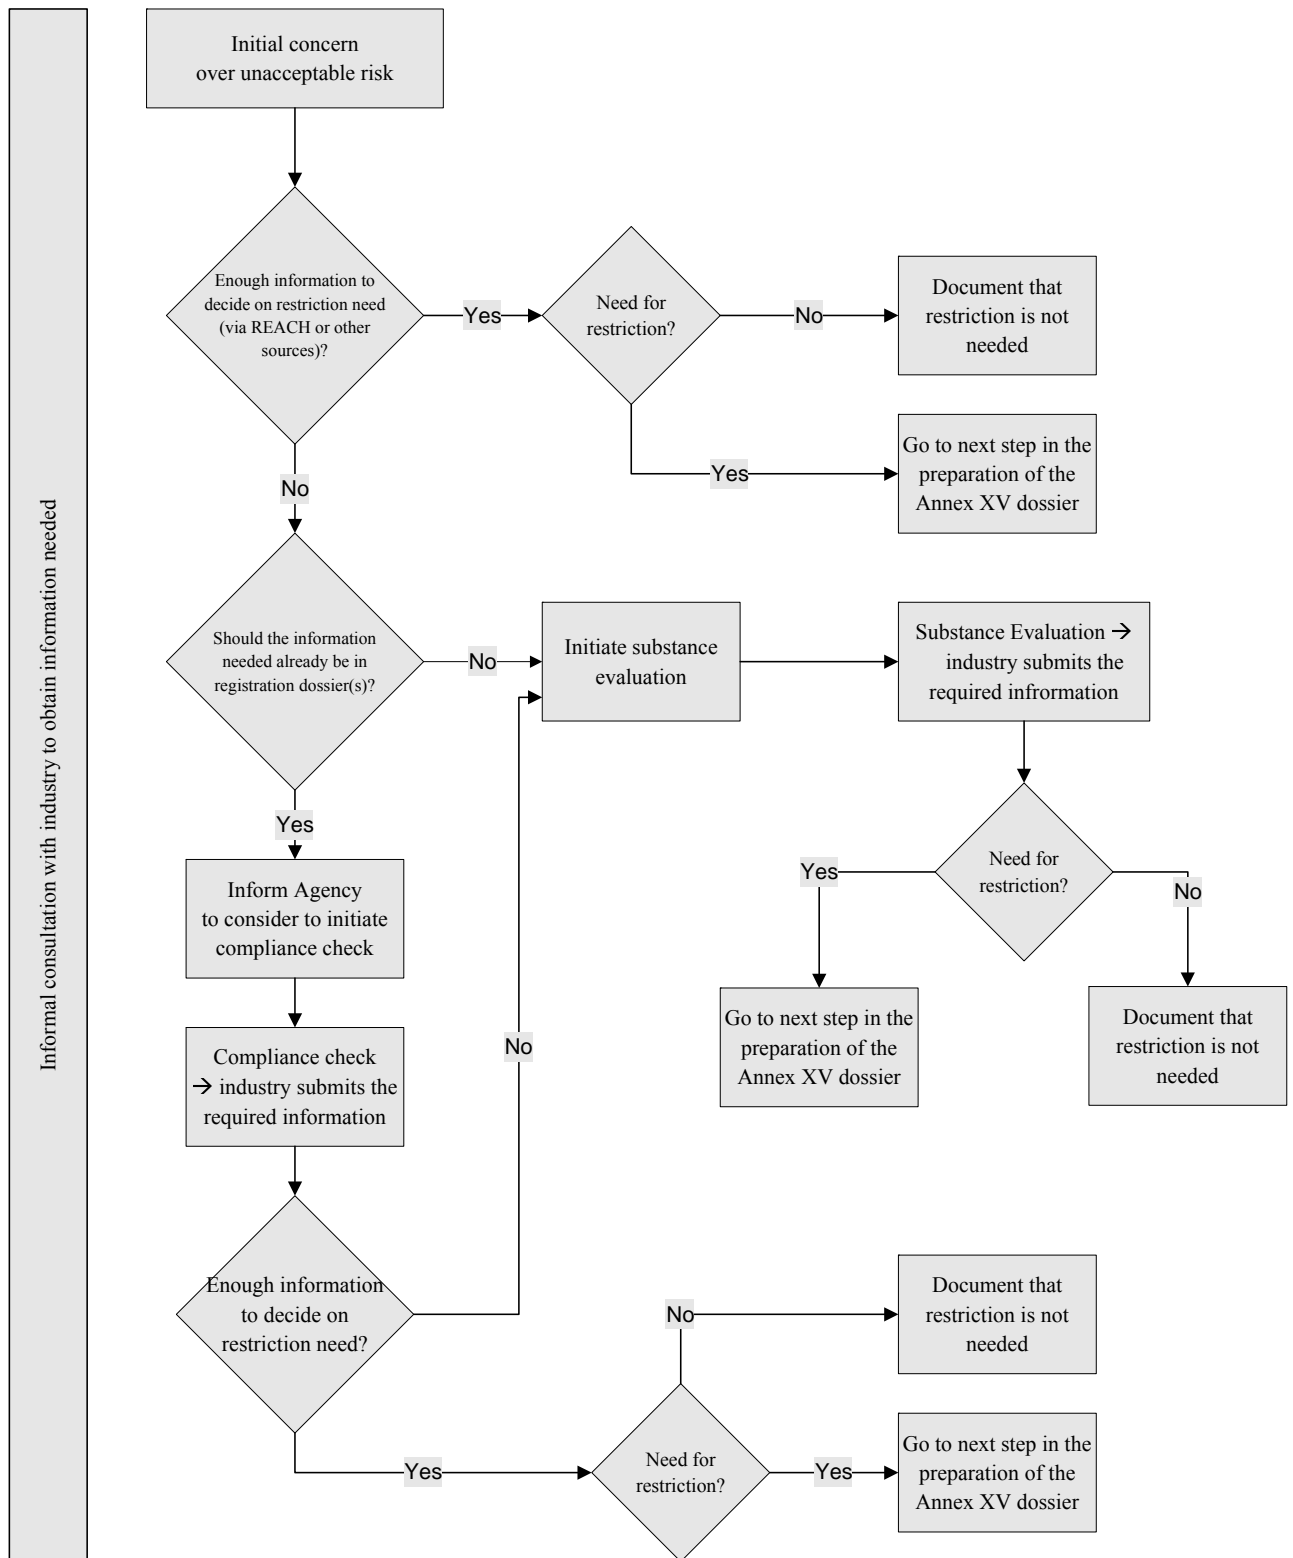 Informal consultation with industry to obtain information needed
Initial concern
over unacceptable risk
Enough information to
decide on restriction need
(via REACH or other
sources)?
Yes
Need for
restriction?
No
Document that
restriction is not
needed
Yes
Go to next step in the
preparation of the
Annex XV dossier
No
Should the information
needed already be in
registration dossier(s)?
No
Initiate substance
evaluation
Substance Evaluation →
industry submits the
required infrormation
Yes
Need for
restriction?
No
Go to next step in the
preparation of the
Annex XV dossier
Document that
restriction is not
needed
Yes
Inform Agency
to consider to initiate
compliance check
Compliance check
→ industry submits the
required information
No
Enough information
to decide on
restriction need?
Yes
Need for
restriction?
No
Document that
restriction is not
needed
Yes
Go to next step in the
preparation of the
Annex XV dossier